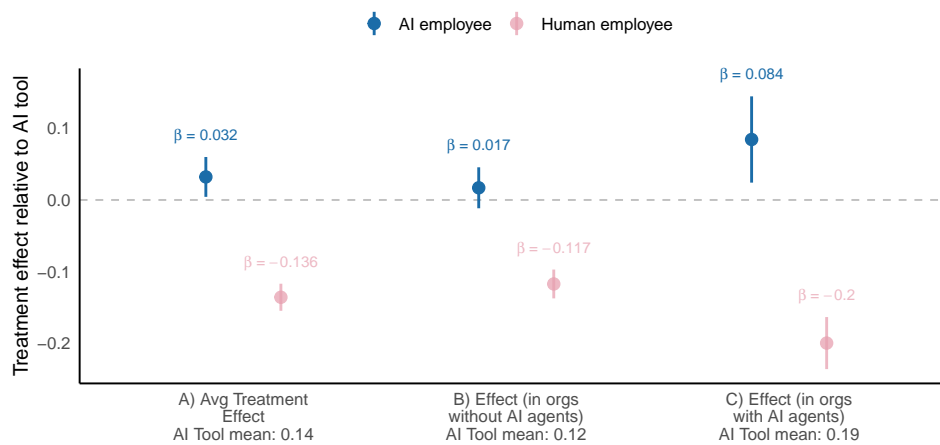 AI employee Human employee
Treatment effect relative to AI tool
0.1
0.0
−0.1
−0.2
β = 0.032
β = −0.136
β = 0.017
β = −0.117
β = 0.084
β = −0.2
A) Avg Treatment
Effect
AI Tool mean: 0.14
B) Effect (in orgs
without AI agents)
AI Tool mean: 0.12
C) Effect (in orgs
with AI agents)
AI Tool mean: 0.19